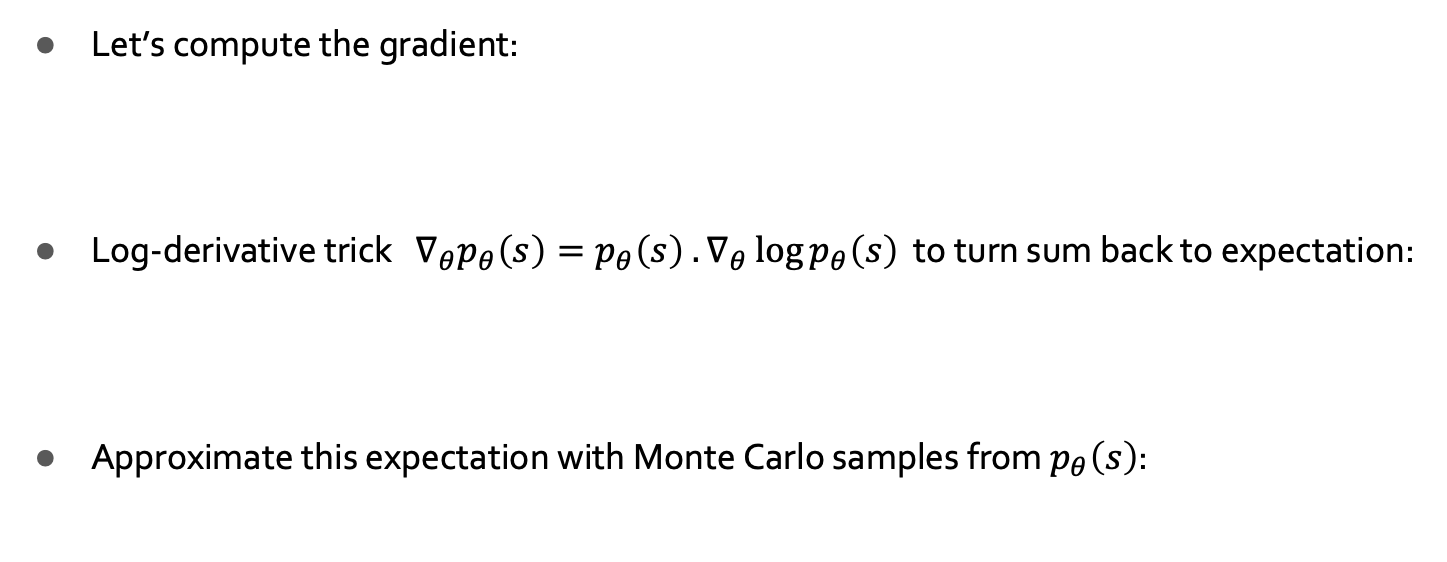 ● Let's compute the gradient:
● Log-derivative trick ∇θpθ(s) = pθ(s).∇θ log pθ(s) to turn sum back to expectation:
● Approximate this expectation with Monte Carlo samples from pθ(s):